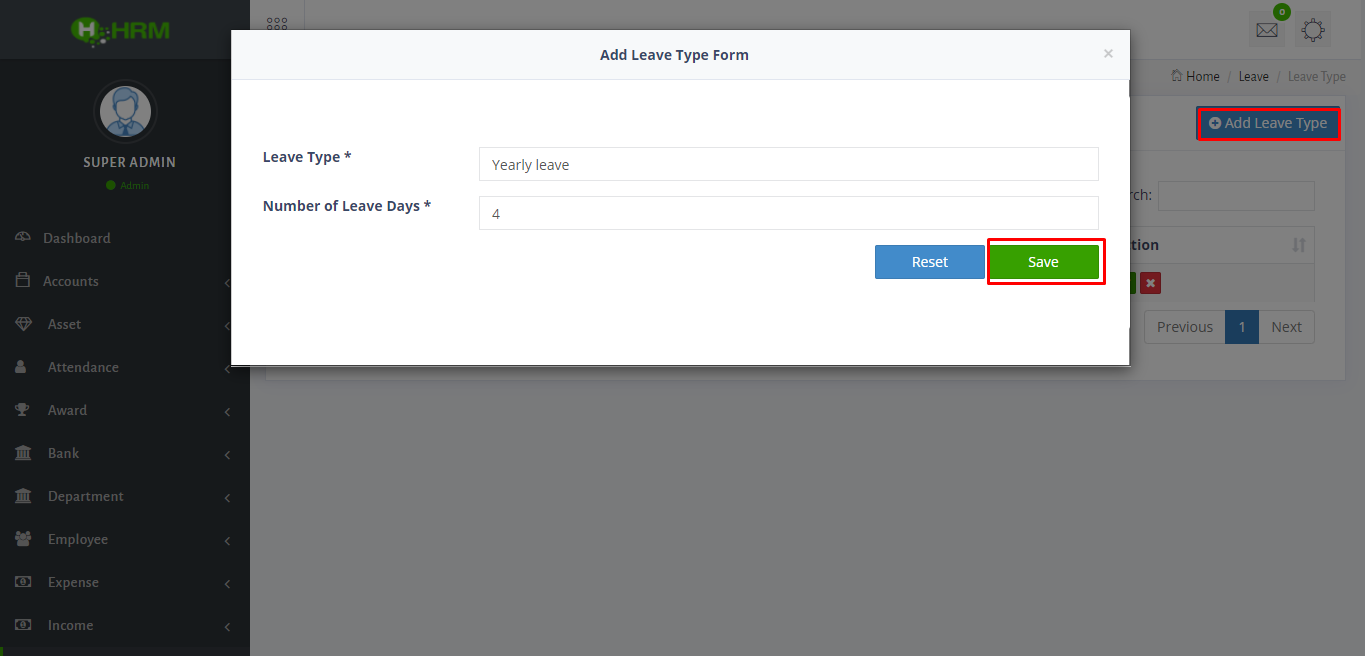 HRM
0
Add Leave Type Form
×
Home / Leave / Leave Type
Add Leave Type
SUPER ADMIN
Admin
Leave Type *
Yearly leave
Number of Leave Days *
4
Reset
Save
Previous
1
Next
Dashboard
Accounts
Asset
Attendance
Award
Bank
Department
Employee
Expense
Income